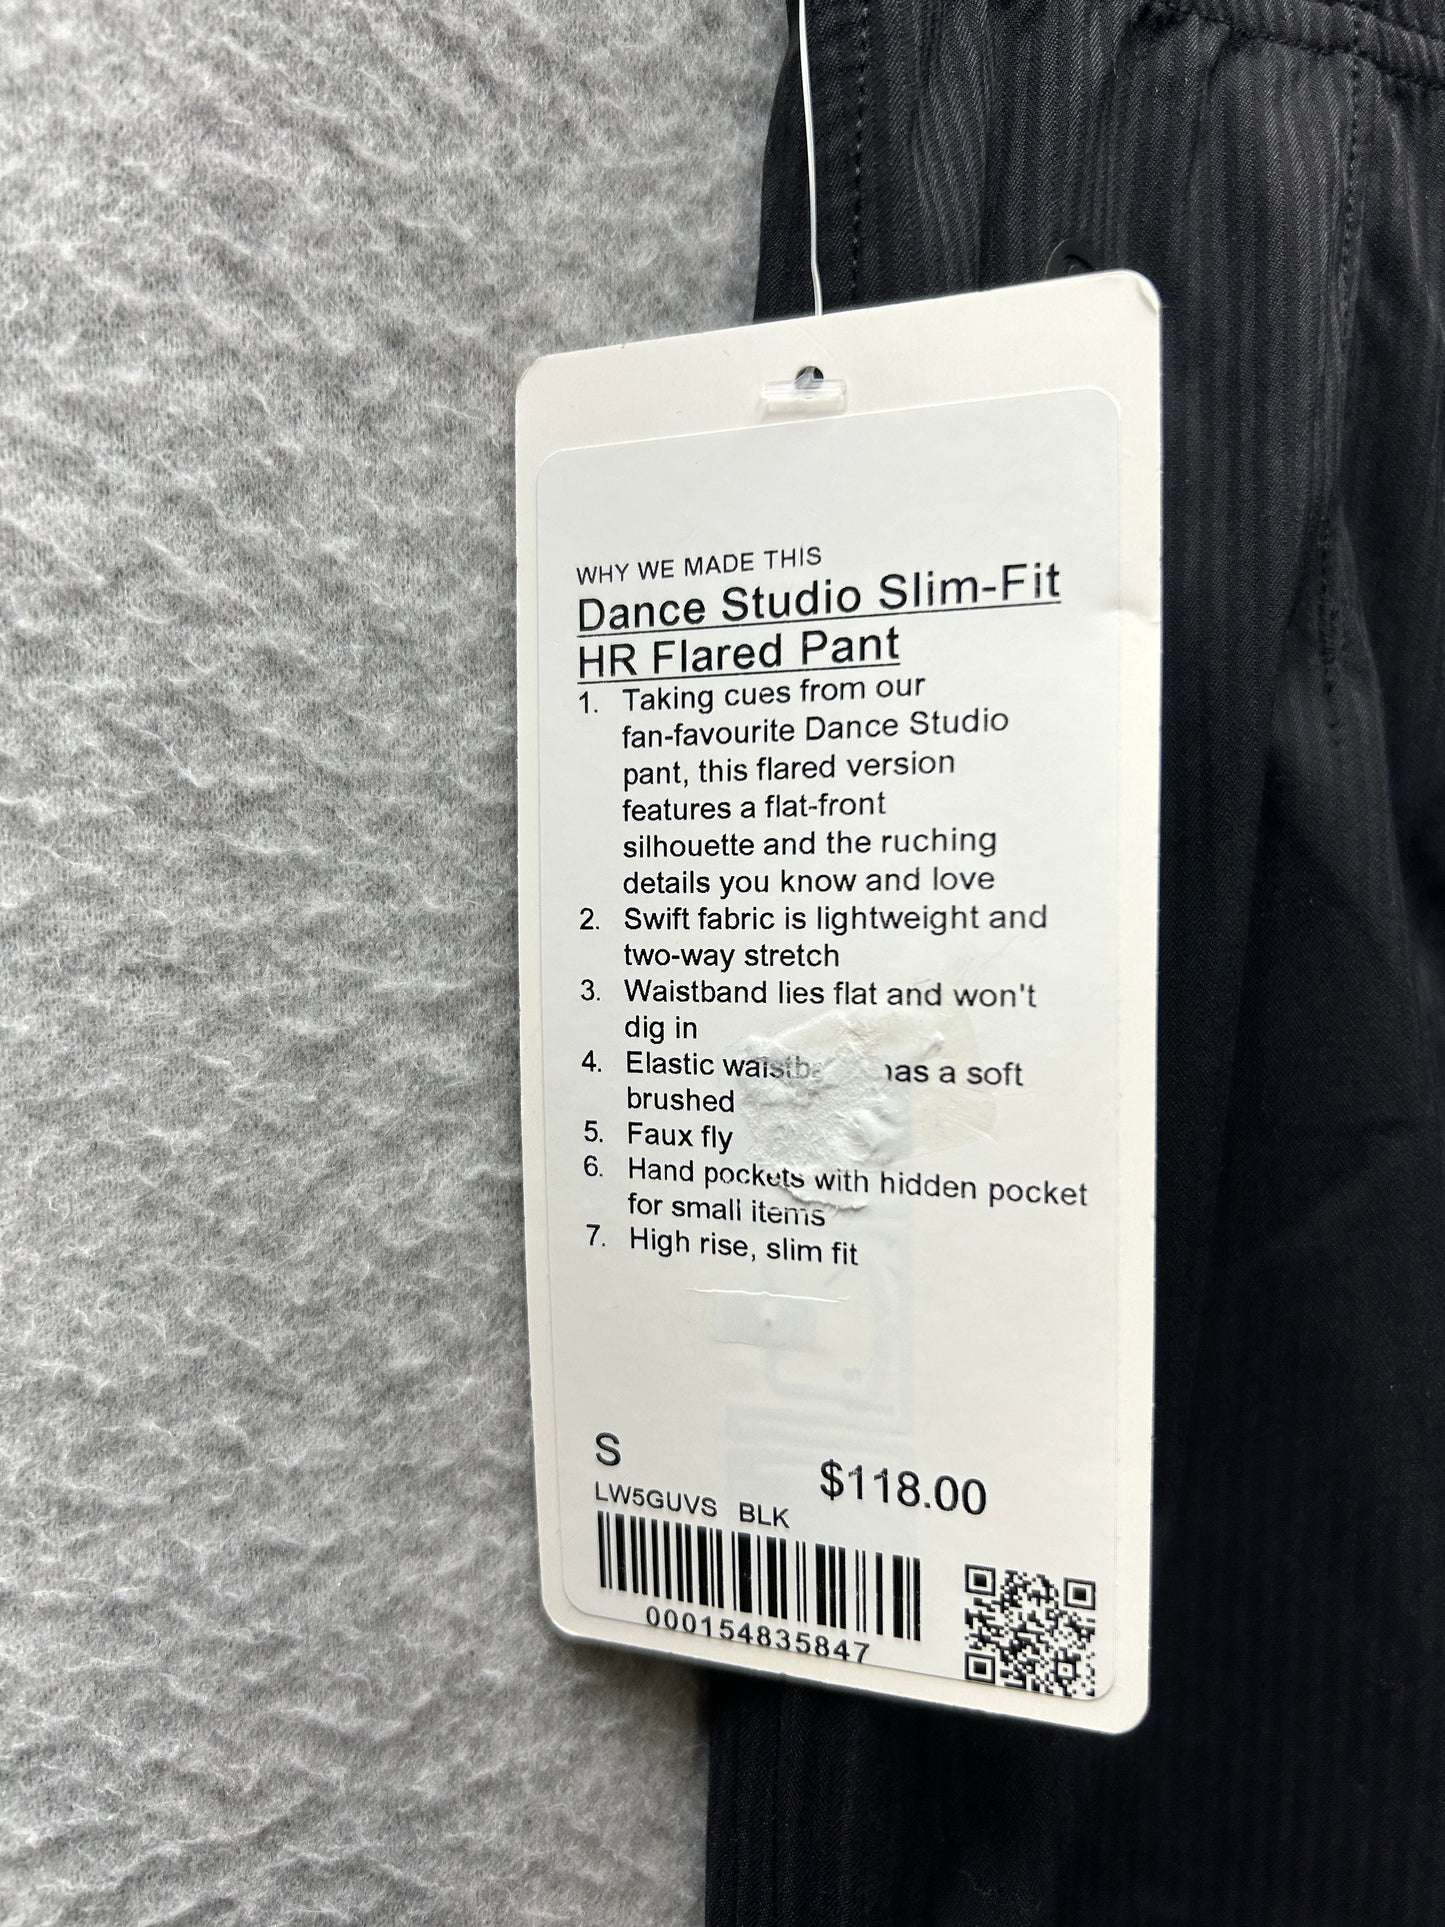 WHY WE MADE THIS
Dance Studio Slim-Fit
HR Flared Pant
1. Taking cues from our
fan-favourite Dance Studio
pant, this flared version
features a flat-front
silhouette and the ruching
details you know and love
2. Swift fabric is lightweight and
two-way stretch
3. Waistband lies flat and won't
dig in
4. Elastic has a soft
brushed
5. Faux fly
6. Hand pockets with hidden pocket
for small items
7. High rise, slim fit
S
$118.00
LW5GUVS BLK
000154835847